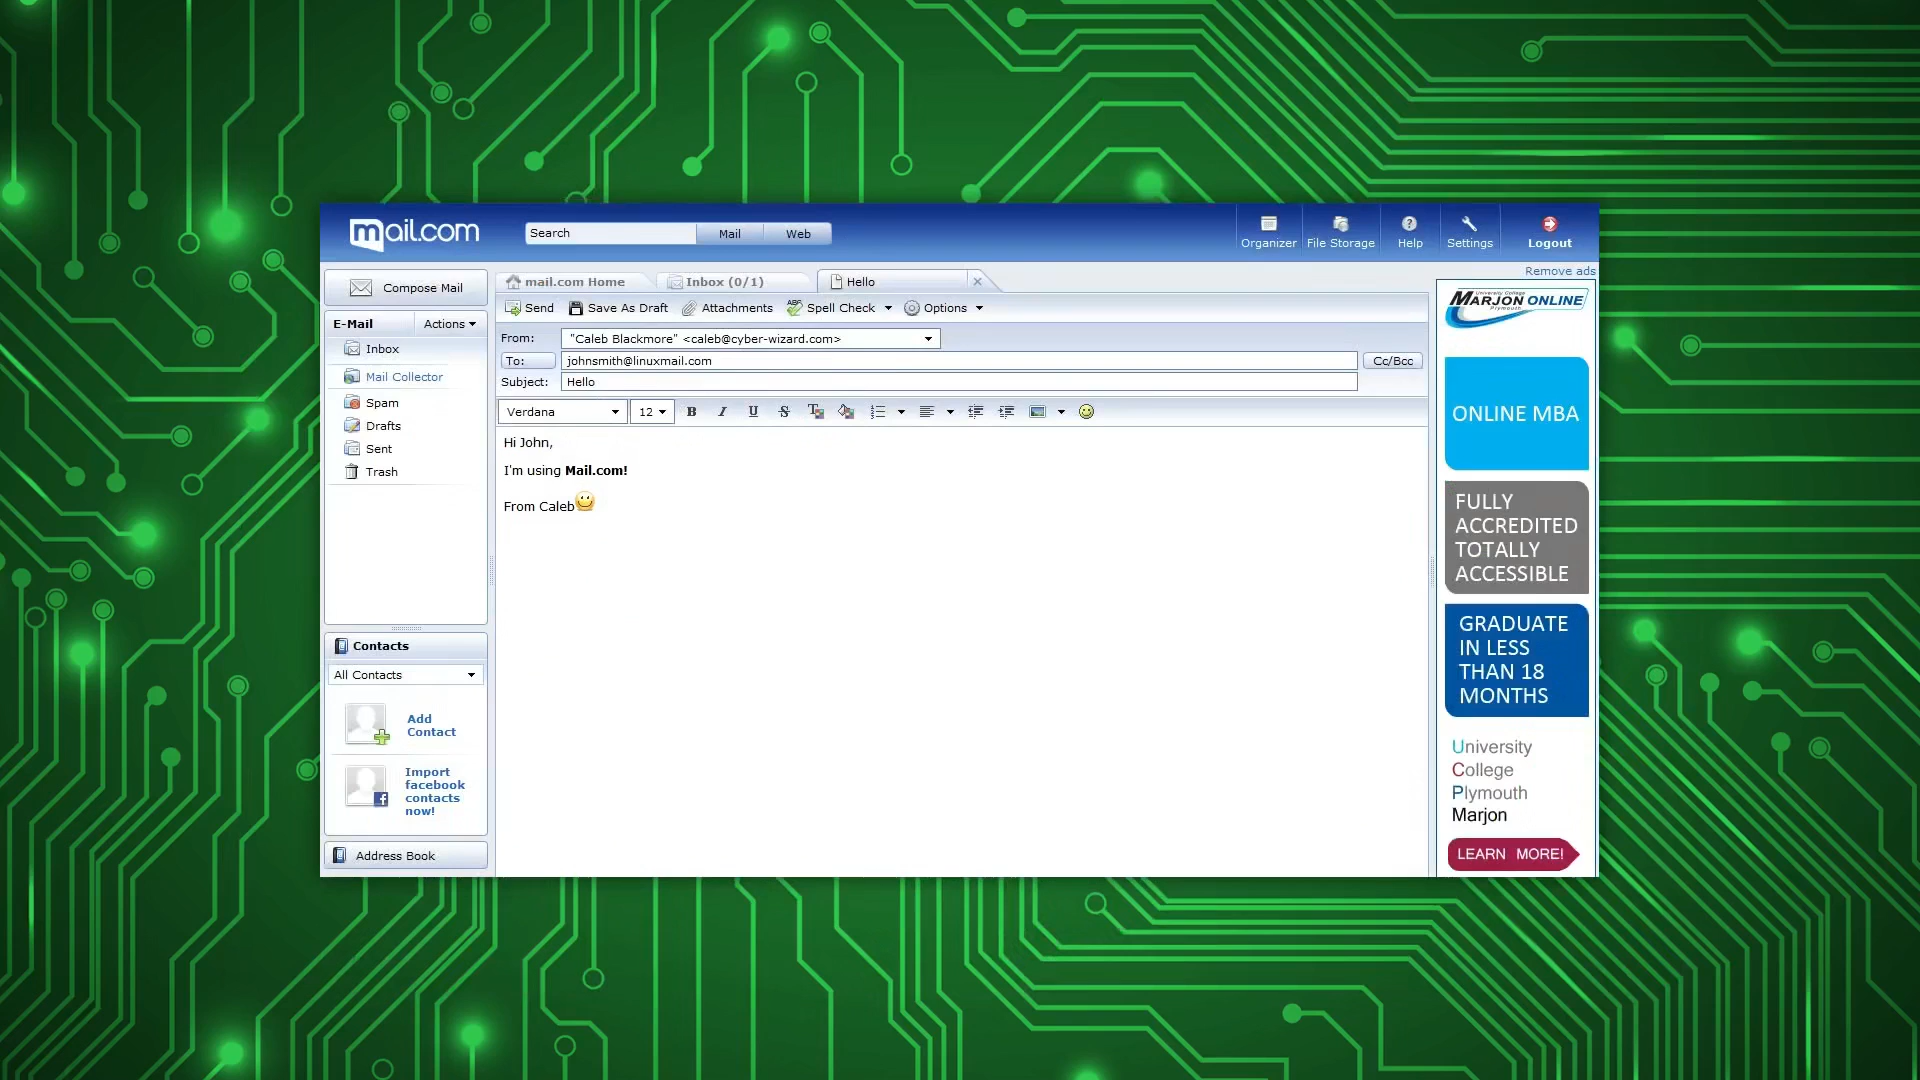 mail.com
Search
Mail
Web
Organizer
File Storage
Help
Settings
Logout
Remove ads
Compose Mail
E-Mail
Actions
Inbox
Mail Collector
Spam
Drafts
Sent
Trash
Contacts
All Contacts
Add
Contact
Import
facebook
contacts
now!
Address Book
mail.com Home
Inbox (0/1)
Hello
Send
Save As Draft
Attachments
ABC
Spell Check
Options
From:
"Caleb Blackmore" <caleb@cyber-wizard.com>
To:
johnsmith@linuxmail.com
Cc/Bcc
Subject:
Hello
Verdana
12
B
I
U
S
Hi John,
I'm using Mail.com!
From Caleb
University College
MARJON ONLINE
Plymouth
ONLINE MBA
FULLY
ACCREDITED
TOTALLY
ACCESSIBLE
GRADUATE
IN LESS
THAN 18
MONTHS
University
College
Plymouth
Marjon
LEARN MORE!